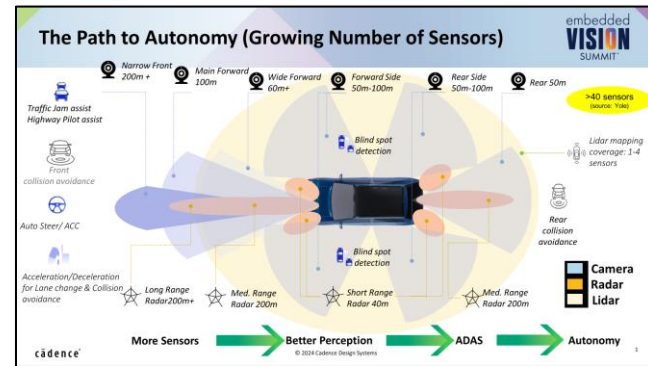 The Path to Autonomy (Growing Number of Sensors)
embedded
VISION
SUMMIT
Narrow Front
200m +
Main Forward
100m
Wide Forward
60m+
Forward Side
50m-100m
Rear Side
50m-100m
Rear 50m
>40 sensors
(source: Yole)
Traffic Jam assist
Highway Pilot assist
Blind spot
detection
Lidar mapping
coverage: 1-4
sensors
Front
collision avoidance
Auto Steer/ ACC
Rear
collision
avoidance
Acceleration/Deceleration
for Lane change & Collision
avoidance
Blind spot
detection
Camera
Radar
Lidar
Long Range
Radar200m+
Med. Range
Radar 200m
Short Range
Radar 40m
Med. Range
Radar 200m
More Sensors
Better Perception
ADAS
Autonomy
cādence
© 2024 Cadence Design Systems